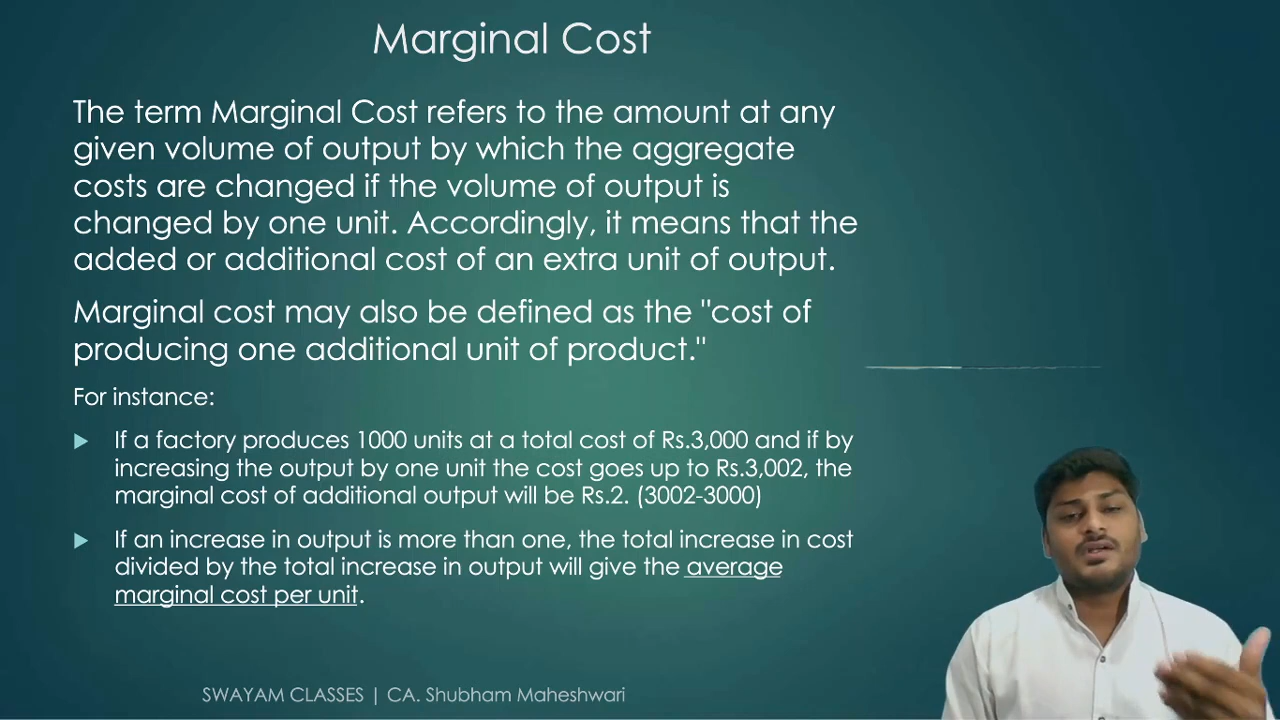 Marginal Cost
The term Marginal Cost refers to the amount at any
given volume of output by which the aggregate
costs are changed if the volume of output is
changed by one unit. Accordingly, it means that the
added or additional cost of an extra unit of output.
Marginal cost may also be defined as the "cost of
producing one additional unit of product."
For instance:
If a factory produces 1000 units at a total cost of Rs.3,000 and if by
increasing the output by one unit the cost goes up to Rs.3,002, the
marginal cost of additional output will be Rs.2. (3002-3000)
If an increase in output is more than one, the total increase in cost
divided by the total increase in output will give the average
marginal cost per unit.
SWAYAM CLASSES | CA. Shubham Maheshwari